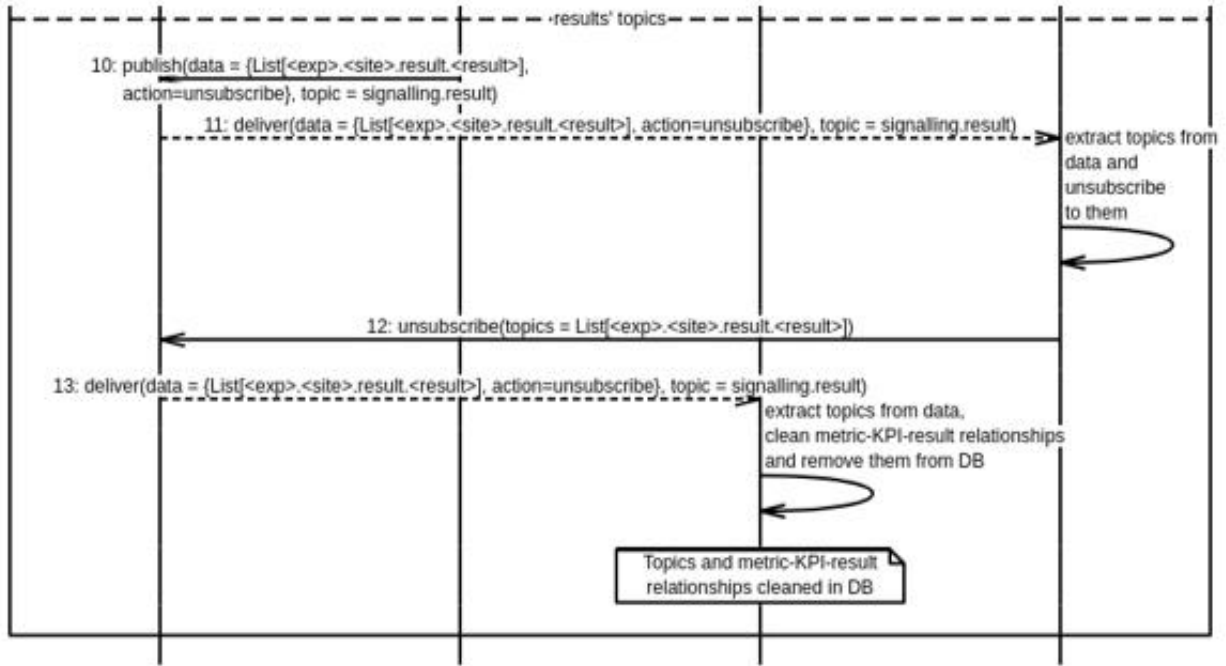 results' topics
10: publish(data = {List[<exp>.<site>.result.<result>],
action=unsubscribe}, topic = signalling.result)
11: deliver(data = {List[<exp>.<site>.result.<result>], action=unsubscribe}, topic = signalling.result)
extract topics from
data and
unsubscribe
to them
12: unsubscribe(topics = List[<exp>.<site>.result.<result>])
13: deliver(data = {List[<exp>.<site>.result.<result>], action=unsubscribe}, topic = signalling.result)
extract topics from data,
clean metric-KPI-result relationships
and remove them from DB
Topics and metric-KPI-result
relationships cleaned in DB